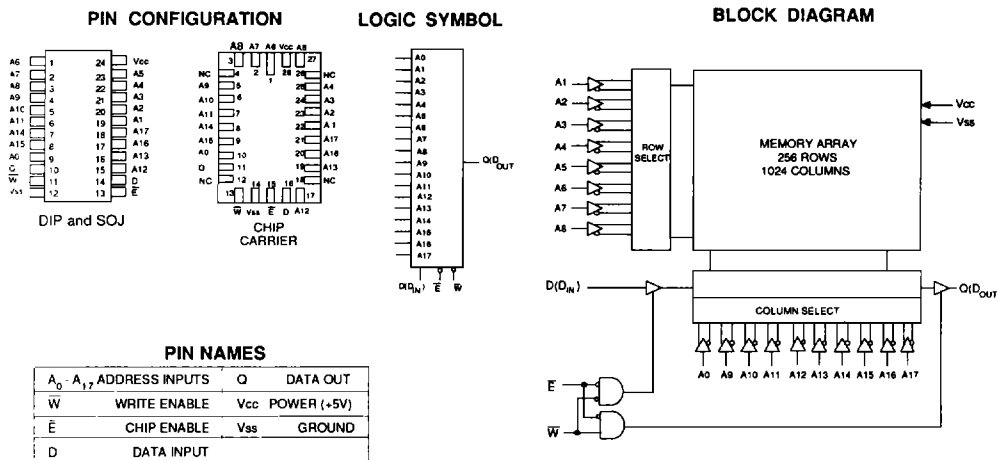 PIN CONFIGURATION
A6 1 24 Vcc
A7 2 23 A5
A8 3 22 A4
A9 4 21 A3
A10 5 20 A2
A11 6 19 A1
A14 7 18 A17
A15 8 17 A16
A0 9 16 A13
Q 10 15 A12
W 11 14 D
Vss 12 13 E
DIP and SOJ
A8 A7 A6 Vcc A5
3 2 1 28 27
NC 4 26 NC
A9 5 25 A4
A10 6 24 A3
A11 7 23 A2
A14 8 22 A1
A15 9 21 A17
A0 10 20 A16
Q 11 19 A13
NC 12 18 NC
13 14 15 16 17
W Vss E D A12
CHIP
CARRIER
LOGIC SYMBOL
A0
A1
A2
A3
A4
A5
A6
A7
A8
A9
A10
A11
A12
A13
A14
A15
A16
A17
Q(DOUT
D(DIN) E W
BLOCK DIAGRAM
A1
A2
A3
A4
A5
A6
A7
A8
ROW
SELECT
MEMORY ARRAY
256 ROWS
1024 COLUMNS
Vcc
Vss
D(DIN)
COLUMN SELECT
Q(DOUT
A0 A9 A10 A11 A12 A13 A14 A15 A16 A17
E
W
PIN NAMES
A0 - A17 ADDRESS INPUTS Q DATA OUT
W WRITE ENABLE Vcc POWER (+5V)
E CHIP ENABLE Vss GROUND
D DATA INPUT